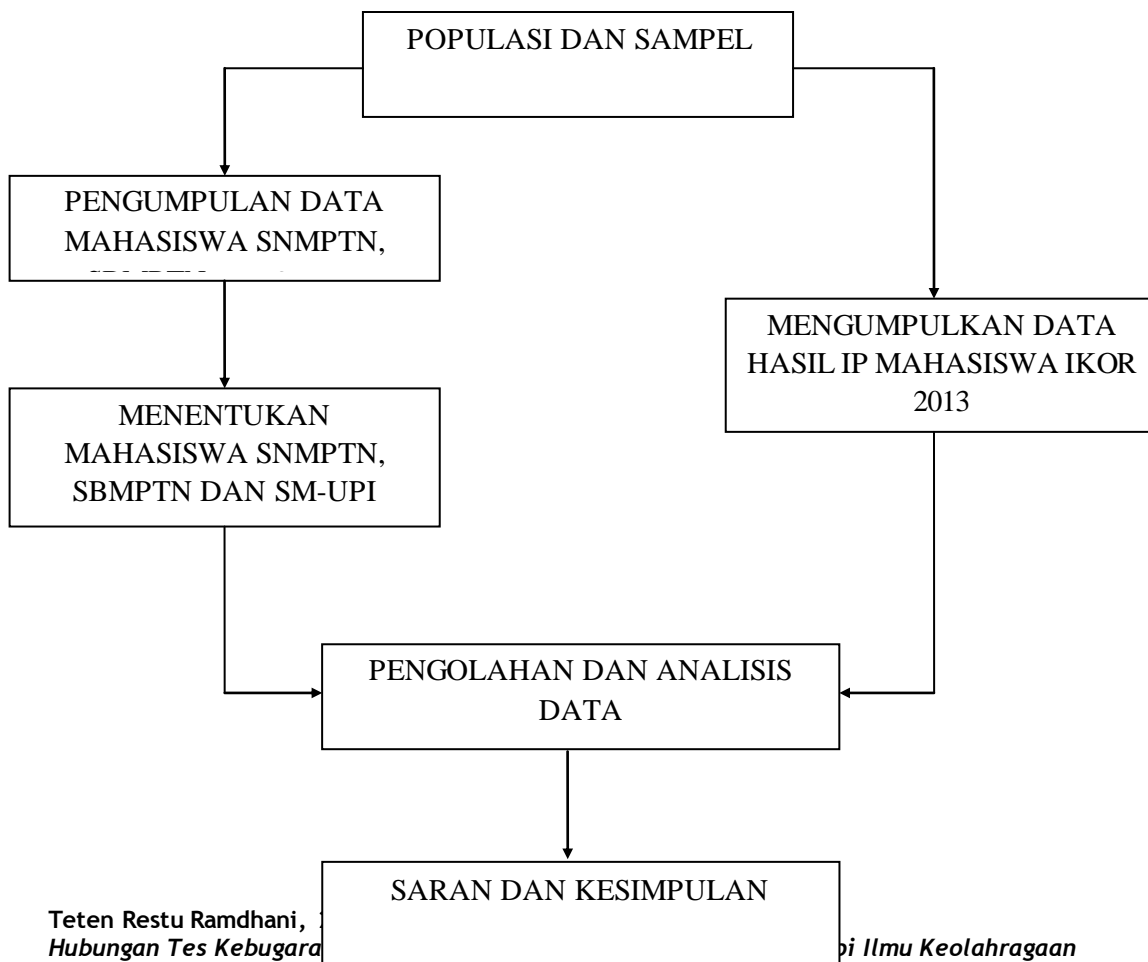 POPULASI DAN SAMPEL
PENGUMPULAN DATA
MAHASISWA SNMPTN,
MENGUMPULKAN DATA
HASIL IP MAHASISWA IKOR
2013
MENENTUKAN
MAHASISWA SNMPTN,
SBMPTN DAN SM-UPI
PENGOLAHAN DAN ANALISIS
DATA
SARAN DAN KESIMPULAN
Teten Restu Ramdhani,
Hubungan Tes Ilmu Keolahragaan